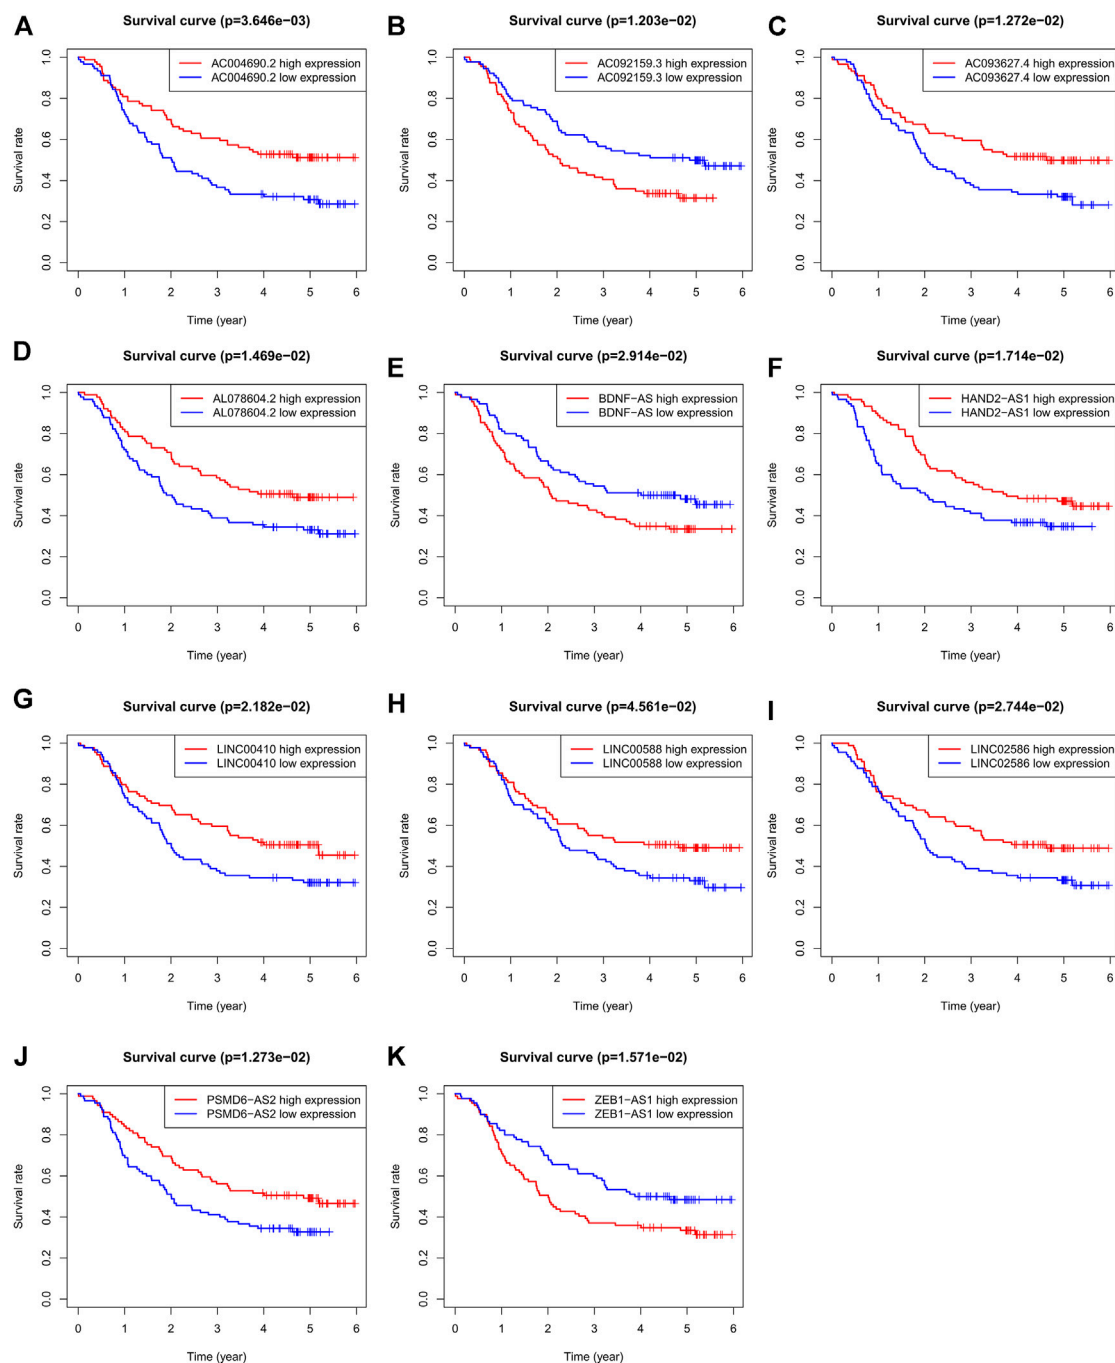 A
Survival curve (p=3.646e−03)
AC004690.2 high expression
AC004690.2 low expression
Survival rate
0.0 0.2 0.4 0.6 0.8 1.0
0 1 2 3 4 5 6
Time (year)
B
Survival curve (p=1.203e−02)
AC092159.3 high expression
AC092159.3 low expression
Survival rate
0.0 0.2 0.4 0.6 0.8 1.0
0 1 2 3 4 5 6
Time (year)
C
Survival curve (p=1.272e−02)
AC093627.4 high expression
AC093627.4 low expression
Survival rate
0.0 0.2 0.4 0.6 0.8 1.0
0 1 2 3 4 5 6
Time (year)
D
Survival curve (p=1.469e−02)
AL078604.2 high expression
AL078604.2 low expression
Survival rate
0.0 0.2 0.4 0.6 0.8 1.0
0 1 2 3 4 5 6
Time (year)
E
Survival curve (p=2.914e−02)
BDNF−AS high expression
BDNF−AS low expression
Survival rate
0.0 0.2 0.4 0.6 0.8 1.0
0 1 2 3 4 5 6
Time (year)
F
Survival curve (p=1.714e−02)
HAND2−AS1 high expression
HAND2−AS1 low expression
Survival rate
0.0 0.2 0.4 0.6 0.8 1.0
0 1 2 3 4 5 6
Time (year)
G
Survival curve (p=2.182e−02)
LINC00410 high expression
LINC00410 low expression
Survival rate
0.0 0.2 0.4 0.6 0.8 1.0
0 1 2 3 4 5 6
Time (year)
H
Survival curve (p=4.561e−02)
LINC00588 high expression
LINC00588 low expression
Survival rate
0.0 0.2 0.4 0.6 0.8 1.0
0 1 2 3 4 5 6
Time (year)
I
Survival curve (p=2.744e−02)
LINC02586 high expression
LINC02586 low expression
Survival rate
0.0 0.2 0.4 0.6 0.8 1.0
0 1 2 3 4 5 6
Time (year)
J
Survival curve (p=1.273e−02)
PSMD6−AS2 high expression
PSMD6−AS2 low expression
Survival rate
0.0 0.2 0.4 0.6 0.8 1.0
0 1 2 3 4 5 6
Time (year)
K
Survival curve (p=1.571e−02)
ZEB1−AS1 high expression
ZEB1−AS1 low expression
Survival rate
0.0 0.2 0.4 0.6 0.8 1.0
0 1 2 3 4 5 6
Time (year)